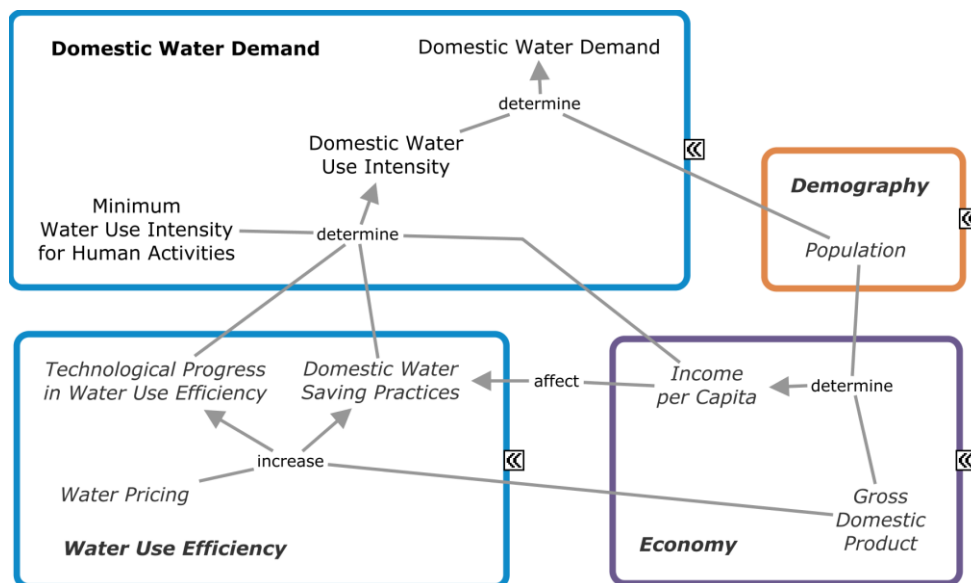 Domestic Water Demand
Domestic Water Demand
determine
Domestic Water
Use Intensity
Minimum
Water Use Intensity
for Human Activities
determine
Demography
Population
Technological Progress
in Water Use Efficiency
Domestic Water
Saving Practices
affect
Income
per Capita
determine
increase
Water Pricing
Gross
Domestic
Product
Water Use Efficiency
Economy